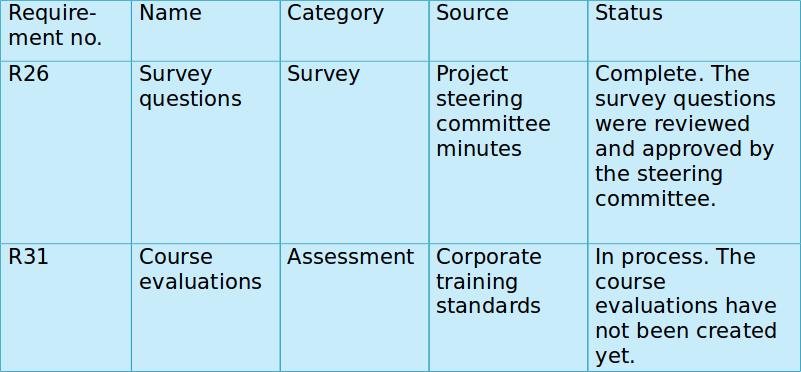 Require-
ment no.
Name
Category
Source
Status
R26
Survey
questions
Survey
Project
steering
committee
minutes
Complete. The
survey questions
were reviewed
and approved by
the steering
committee.
R31
Course
evaluations
Assessment
Corporate
training
standards
In process. The
course
evaluations have
not been created
yet.